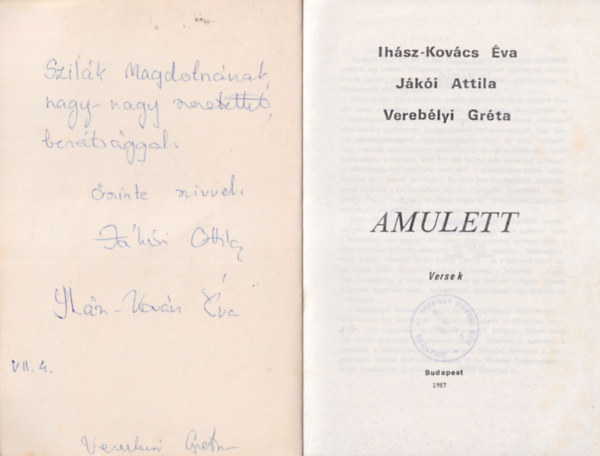 Szilák Magdolnának
nagy-nagy szeretettel,
barátsággal.
Őszinte szívvel.
Jákói Attila
Ihász-Kovács Éva
VII. 4.
Verebélyi Gréta
Ihász-Kovács Éva
Jákói Attila
Verebélyi Gréta
AMULETT
Versek
Budapest
1987